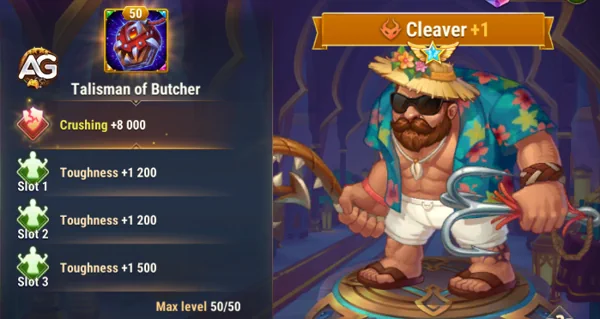 50
AG
Talisman of Butcher
Crushing +8 000
Toughness +1 200
Slot 1
Toughness +1 200
Slot 2
Toughness +1 500
Slot 3
Max level 50/50
Cleaver +1